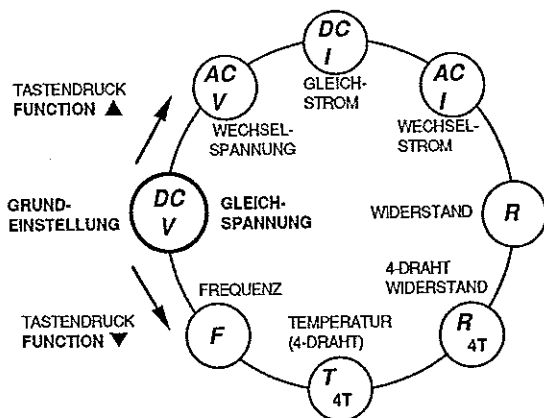 DC
I
GLEICH-
STROM
AC
V
WECHSEL-
SPANNUNG
AC
I
WECHSEL-
STROM
TASTENDRUCK
FUNCTION ▲
GRUND-
EINSTELLUNG
DC
V
GLEICH-
SPANNUNG
WIDERSTAND
R
4-DRAHT
WIDERSTAND
R
4T
FREQUENZ
F
TEMPERATUR
(4-DRAHT)
T
4T
TASTENDRUCK
FUNCTION ▼